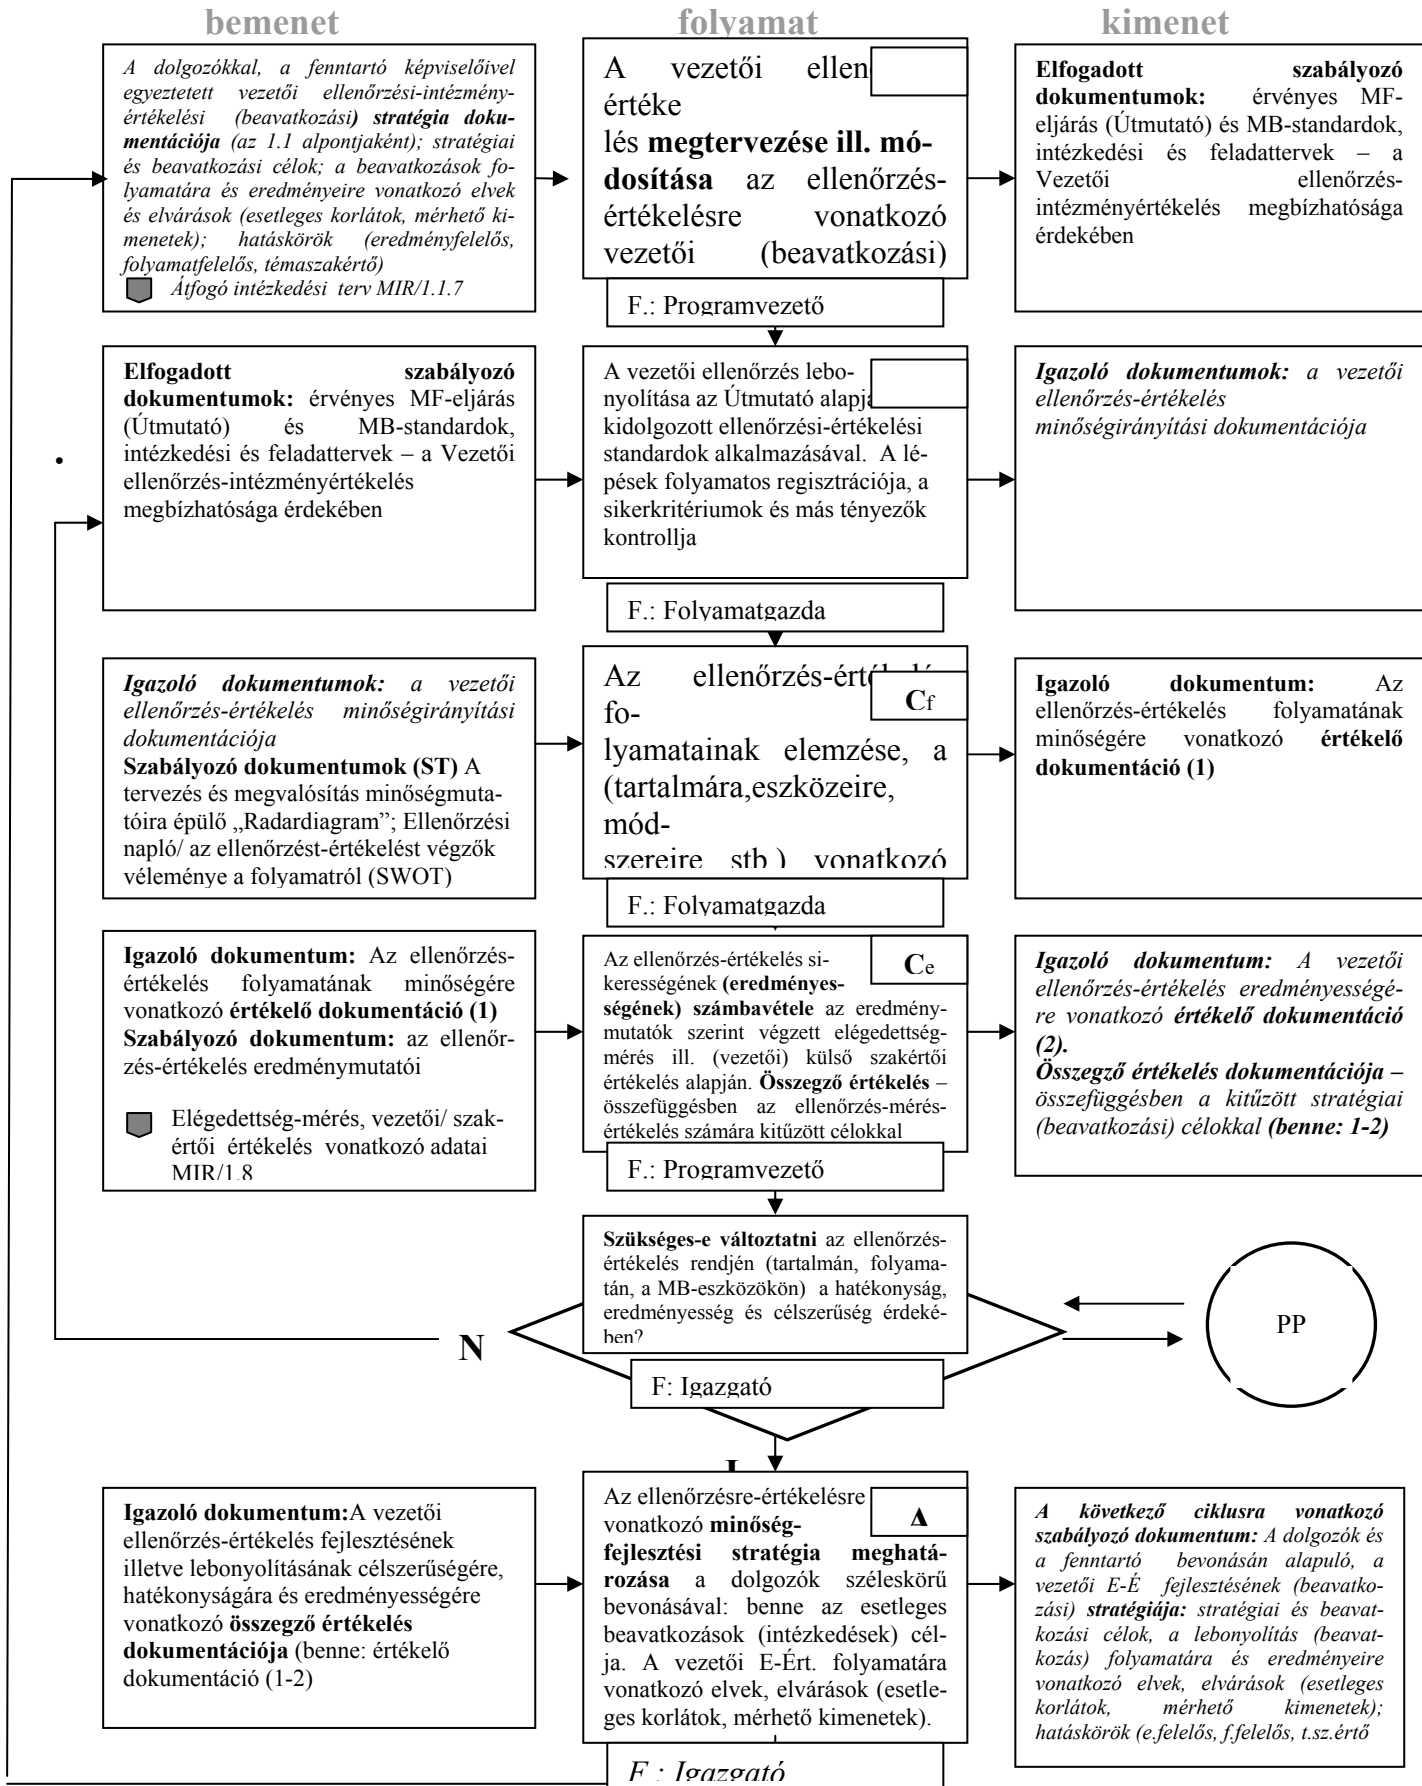 bemenet
folyamat
kimenet
A dolgozókkal, a fenntartó képviselőivel
egyeztetett vezetői ellenőrzési-intézmény-
értékelési (beavatkozási) stratégia doku-
mentációja (az 1.1 alpontjaként); stratégiai
és beavatkozási célok; a beavatkozások fo-
lyamatára és eredményeire vonatkozó elvek
és elvárások (esetleges korlátok, mérhető ki-
menetek); hatáskörök (eredményfelelős,
folyamatfelelős, témaszakértő)
Átfogó intézkedési terv MIR/1.1.7
A vezetői
értéke
lés megtervezése ill. mó-
dosítása az ellenőrzés-
értékelésre vonatkozó
vezetői (beavatkozási)
F.: Programvezető
Elfogadott szabályozó
dokumentumok: érvényes MF-
eljárás (Útmutató) és MB-standardok,
intézkedési és feladattervek – a
Vezetői ellenőrzés-
intézményértékelés megbízhatósága
érdekében
Elfogadott szabályozó
dokumentumok: érvényes MF-eljárás
(Útmutató) és MB-standardok,
intézkedési és feladattervek – a Vezetői
ellenőrzés-intézményértékelés
megbízhatósága érdekében
A vezetői ellenőrzés lebo-
nyolítása az Útmutató
kidolgozott ellenőrzési-értékelési
standardok alkalmazásával. A lé-
pések folyamatos regisztrációja, a
sikerkritériumok és más tényezők
kontrollja
F.: Folyamatgazda
Igazoló dokumentumok: a vezetői
ellenőrzés-értékelés
minőségirányítási dokumentációja
Igazoló dokumentumok: a vezetői
ellenőrzés-értékelés minőségirányítási
dokumentációja
Szabályozó dokumentumok (ST) A
tervezés és megvalósítás minőségmuta-
tóira épülő „Radardiagram”; Ellenőrzési
napló/ az ellenőrzést-értékelést végzők
véleménye a folyamatról (SWOT)
Az ellenőrzés-értékelés
Cf
fo-
lyamatainak elemzése, a
(tartalmára,eszközeire,
mód-
szereire stb.) vonatkozó
F.: Folyamatgazda
Igazoló dokumentum: Az
ellenőrzés-értékelés folyamatának
minőségére vonatkozó értékelő
dokumentáció (1)
Igazoló dokumentum: Az ellenőrzés-
értékelés folyamatának minőségére
vonatkozó értékelő dokumentáció (1)
Szabályozó dokumentum: az ellenőr-
zés-értékelés eredménymutatói
Elégedettség-mérés, vezetői/ szak-
értői értékelés vonatkozó adatai
MIR/1.8
Az ellenőrzés-értékelés si-
Ce
kerességének (eredményes-
ségének) számbavétele az eredmény-
mutatók szerint végzett elégedettség-
mérés ill. (vezetői) külső szakértői
értékelés alapján. Összegző értékelés –
összefüggésben az ellenőrzés-mérés-
értékelés számára kitűzött célokkal
F.: Programvezető
Igazoló dokumentum: A vezetői
ellenőrzés-értékelés eredményességé-
re vonatkozó értékelő dokumentáció
(2).
Összegző értékelés dokumentációja –
összefüggésben a kitűzött stratégiai
(beavatkozási) célokkal (benne: 1-2)
Szükséges-e változtatni az ellenőrzés-
értékelés rendjén (tartalmán, folyama-
tán, a MB-eszközökön) a hatékonyság,
eredményesség és célszerűség érdeké-
ben?
N
F: Igazgató
PP
I
Igazoló dokumentum:A vezetői
ellenőrzés-értékelés fejlesztésének
illetve lebonyolításának célszerűségére,
hatékonyságára és eredményességére
vonatkozó összegző értékelés
dokumentációja (benne: értékelő
dokumentáció (1-2)
Az ellenőrzésre-értékelésre
A
vonatkozó minőség-
fejlesztési stratégia meghatá-
rozása a dolgozók széleskörű
bevonásával: benne az esetleges
beavatkozások (intézkedések) cél-
ja. A vezetői E-Ért. folyamatára
vonatkozó elvek, elvárások (esetle-
ges korlátok, mérhető kimenetek).
F.: Igazgató
A következő ciklusra vonatkozó
szabályozó dokumentum: A dolgozók és
a fenntartó bevonásán alapuló, a
vezetői E-É fejlesztésének (beavatko-
zási) stratégiája: stratégiai és beavat-
kozási célok, a lebonyolítás (beavat-
kozás) folyamatára és eredményeire
vonatkozó elvek, elvárások (esetleges
korlátok, mérhető kimenetek);
hatáskörök (e.felelős, f.felelős, t.sz.értő